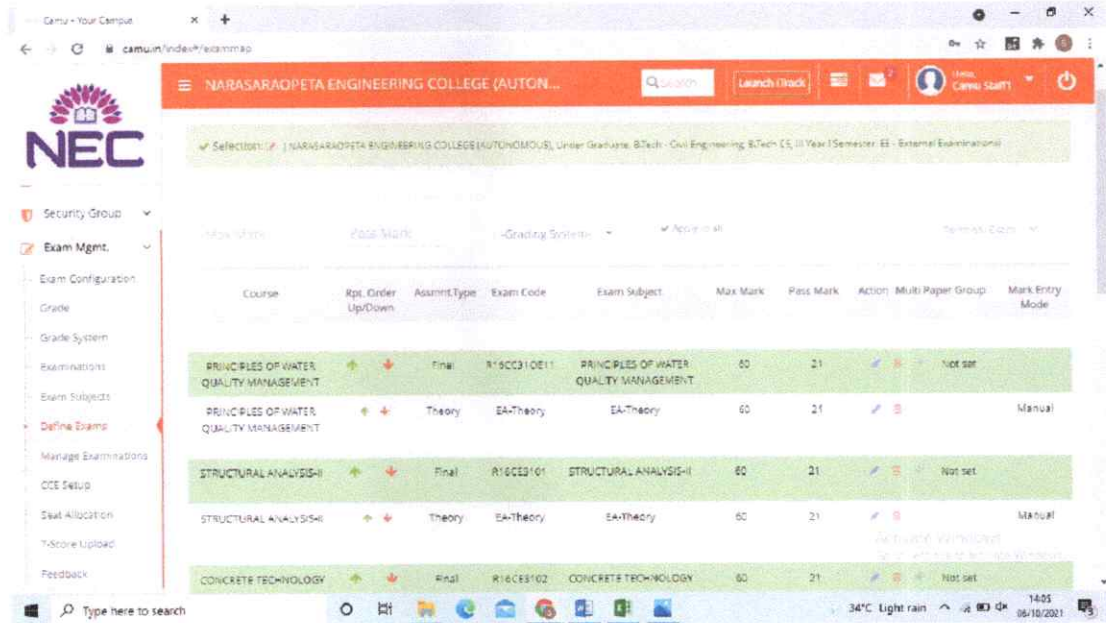 Camu - Your Campus
camu.in/index#/exammap
NEC
NARASARAOPETA ENGINEERING COLLEGE (AUTON...
Search
Launch iTrack
Hello,
Camu Staff1
Selection: NARASARAOPETA ENGINEERING COLLEGE (AUTONOMOUS), Under Graduate, B.Tech - Civil Engineering, B.Tech CE, III Year I Semester, EE - External Examinations
Security Group
Exam Mgmt.
Exam Configuration
Grade
Grade System
Examinations
Exam Subjects
Define Exams
Manage Examinations
CCE Setup
Seat Allocation
T-Score Upload
Feedback
Max Mark
Pass Mark
-Grading System-
Apply to all
Course
Rpt. Order Up/Down
Assmnt.Type
Exam Code
Exam Subject
Max Mark
Pass Mark
Action
Multi Paper Group
Mark Entry Mode
PRINCIPLES OF WATER QUALITY MANAGEMENT Final R16CC31OE11 PRINCIPLES OF WATER QUALITY MANAGEMENT 60 21 Not set
PRINCIPLES OF WATER QUALITY MANAGEMENT Theory EA-Theory EA-Theory 60 21 Manual
STRUCTURAL ANALYSIS-II Final R16CE3101 STRUCTURAL ANALYSIS-II 60 21 Not set
STRUCTURAL ANALYSIS-II Theory EA-Theory EA-Theory 60 21 Manual
Activate Windows
CONCRETE TECHNOLOGY Final R16CE3102 CONCRETE TECHNOLOGY 60 21 Not set
Type here to search
34°C Light rain
14:05
06/10/2021